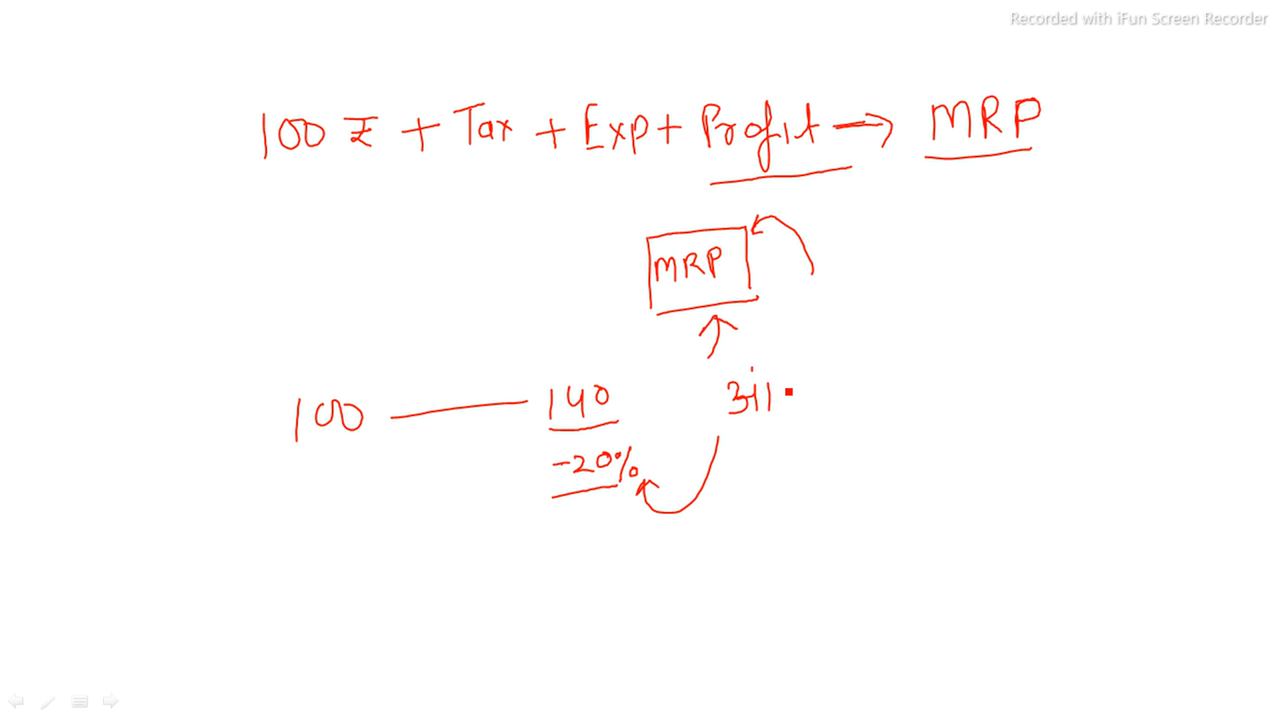 Recorded with iFun Screen Recorder
100 ₹ + Tax + Exp + Profit → MRP
MRP
100 — 140
-20%